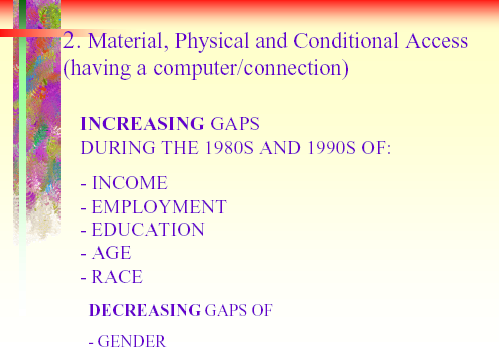 2. Material, Physical and Conditional Access
(having a computer/connection)
INCREASING GAPS
DURING THE 1980S AND 1990S OF:
- INCOME
- EMPLOYMENT
- EDUCATION
- AGE
- RACE
DECREASING GAPS OF
- GENDER